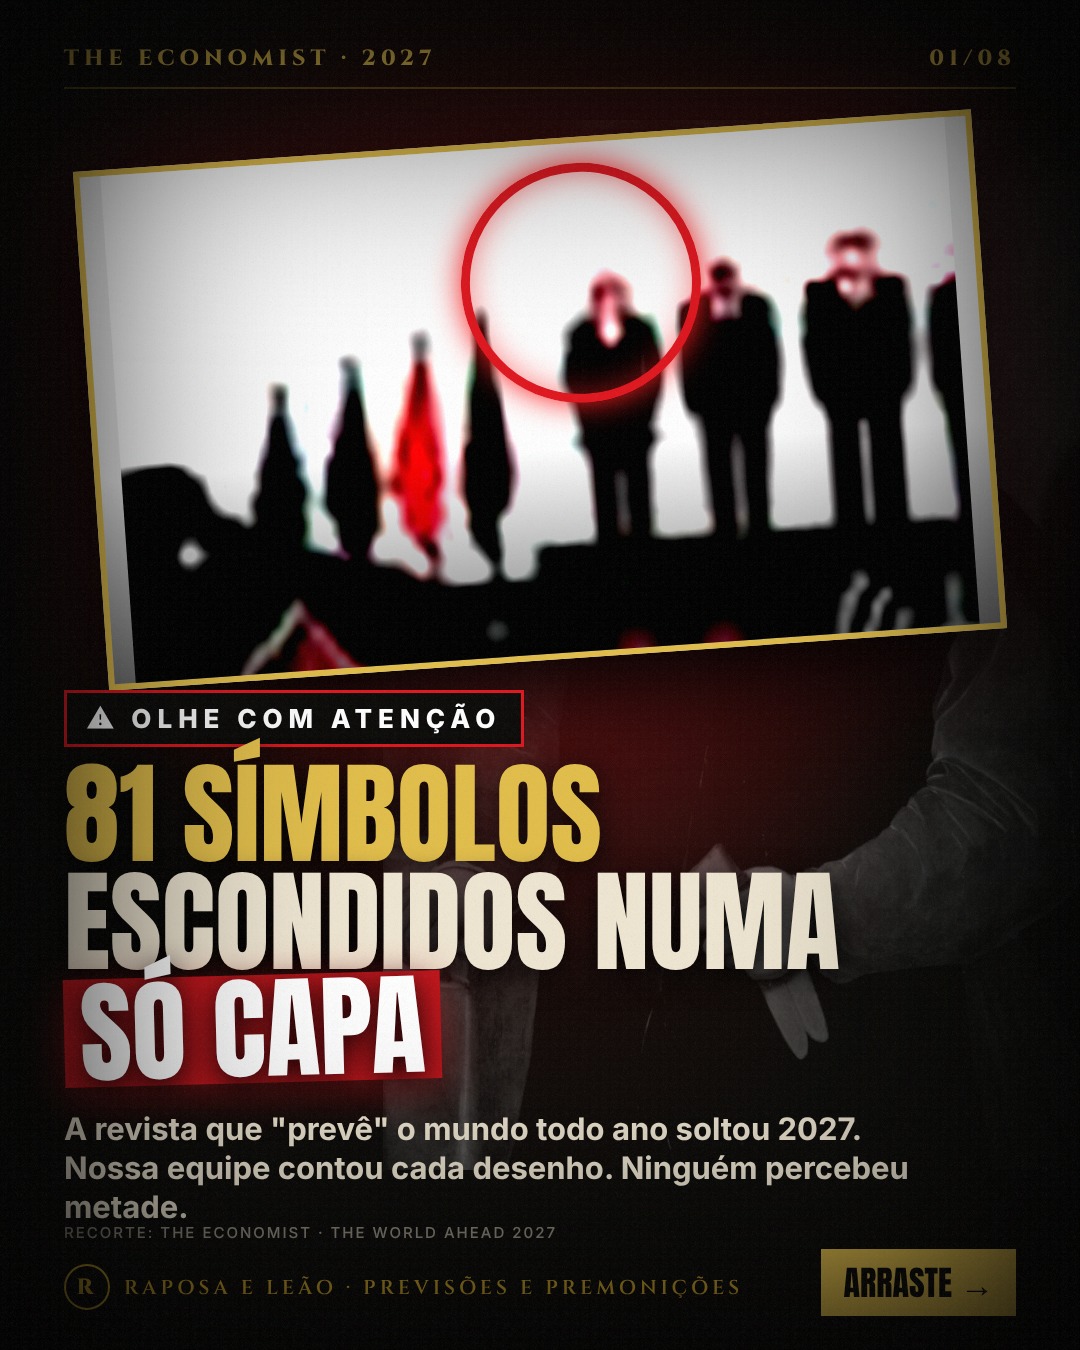 THE ECONOMIST · 2027
01/08
⚠ OLHE COM ATENÇÃO
81 SÍMBOLOS
ESCONDIDOS NUMA
SÓ CAPA
A revista que "prevê" o mundo todo ano soltou 2027.
Nossa equipe contou cada desenho. Ninguém percebeu
metade.
RECORTE: THE ECONOMIST · THE WORLD AHEAD 2027
R RAPOSA E LEÃO · PREVISÕES E PREMONIÇÕES
ARRASTE →